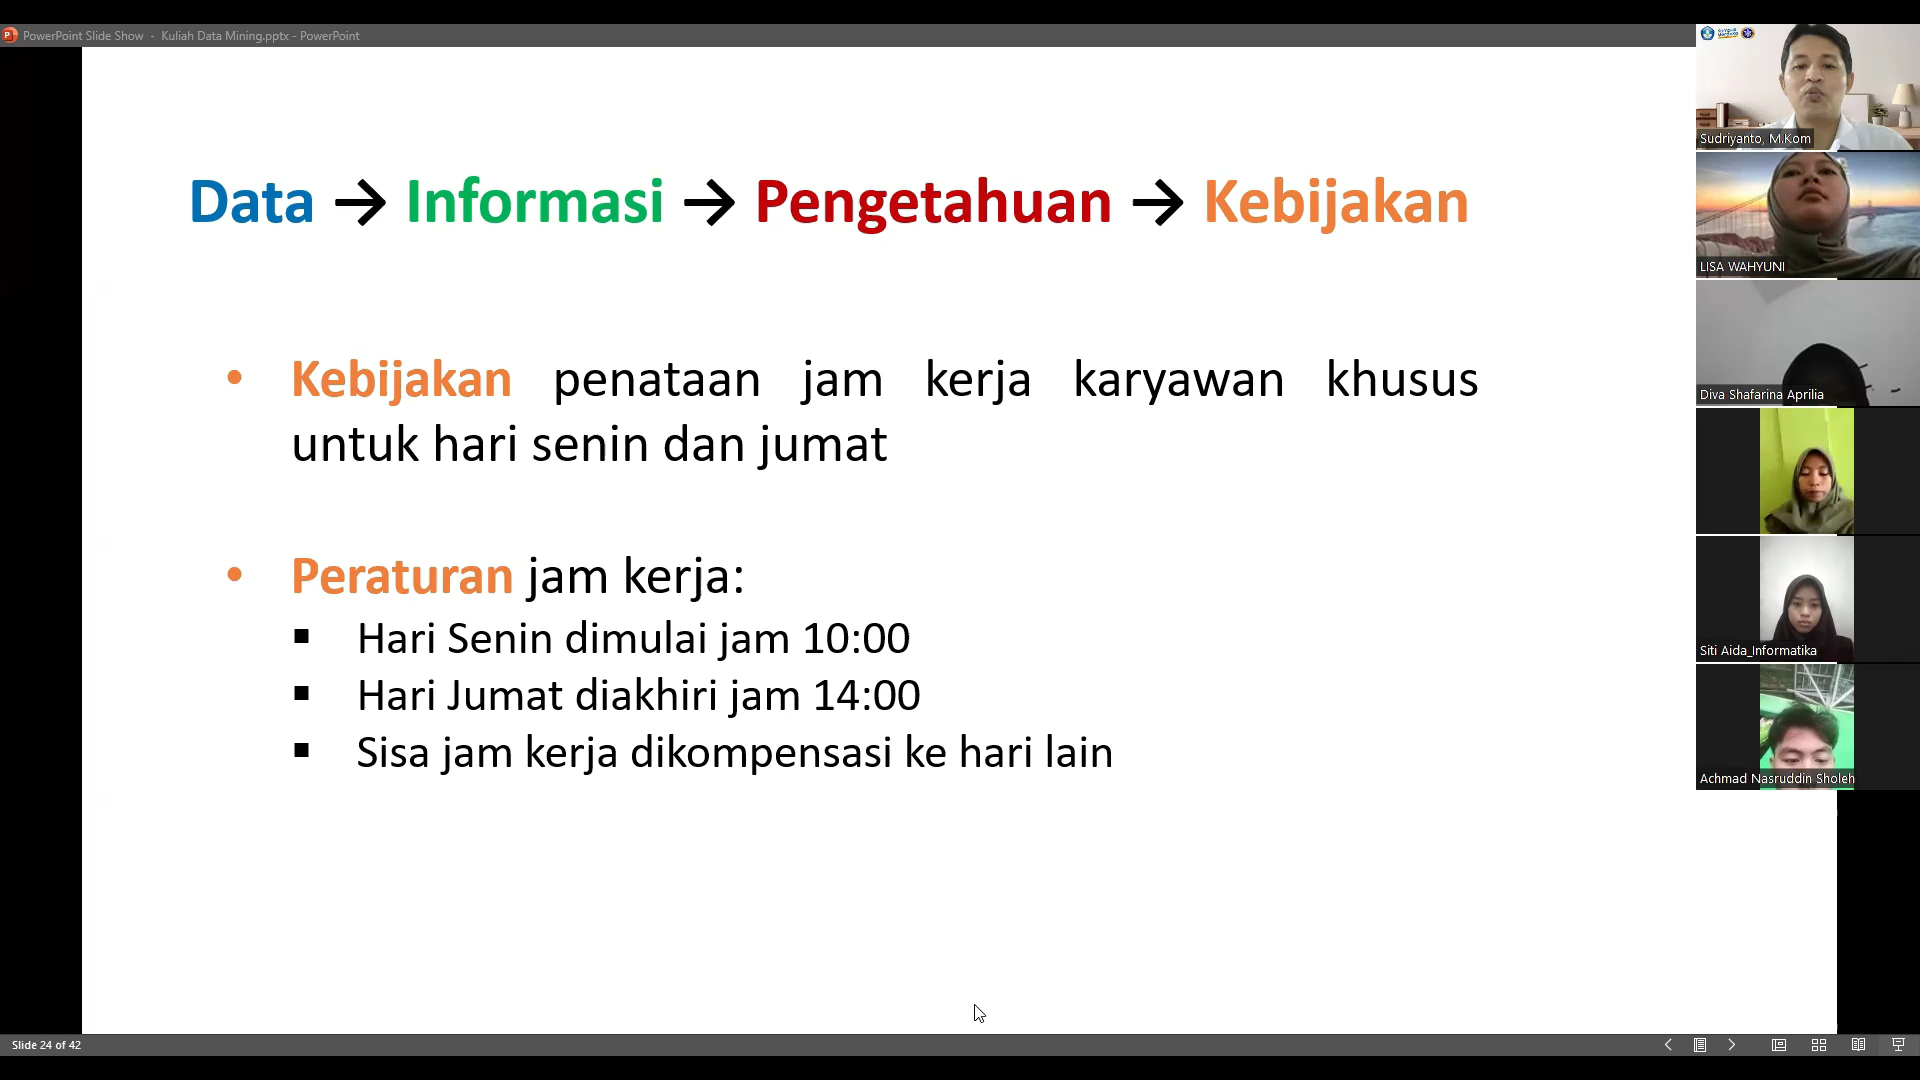 PowerPoint Slide Show - Kuliah Data Mining.pptx - PowerPoint
Data → Informasi → Pengetahuan → Kebijakan
• Kebijakan penataan jam kerja karyawan khusus
untuk hari senin dan jumat
• Peraturan jam kerja:
▪ Hari Senin dimulai jam 10:00
▪ Hari Jumat diakhiri jam 14:00
▪ Sisa jam kerja dikompensasi ke hari lain
Sudriyanto, M.Kom
LISA WAHYUNI
Diva Shafarina Aprilia
Siti Aida_Informatika
Achmad Nasruddin Sholeh
Slide 24 of 42